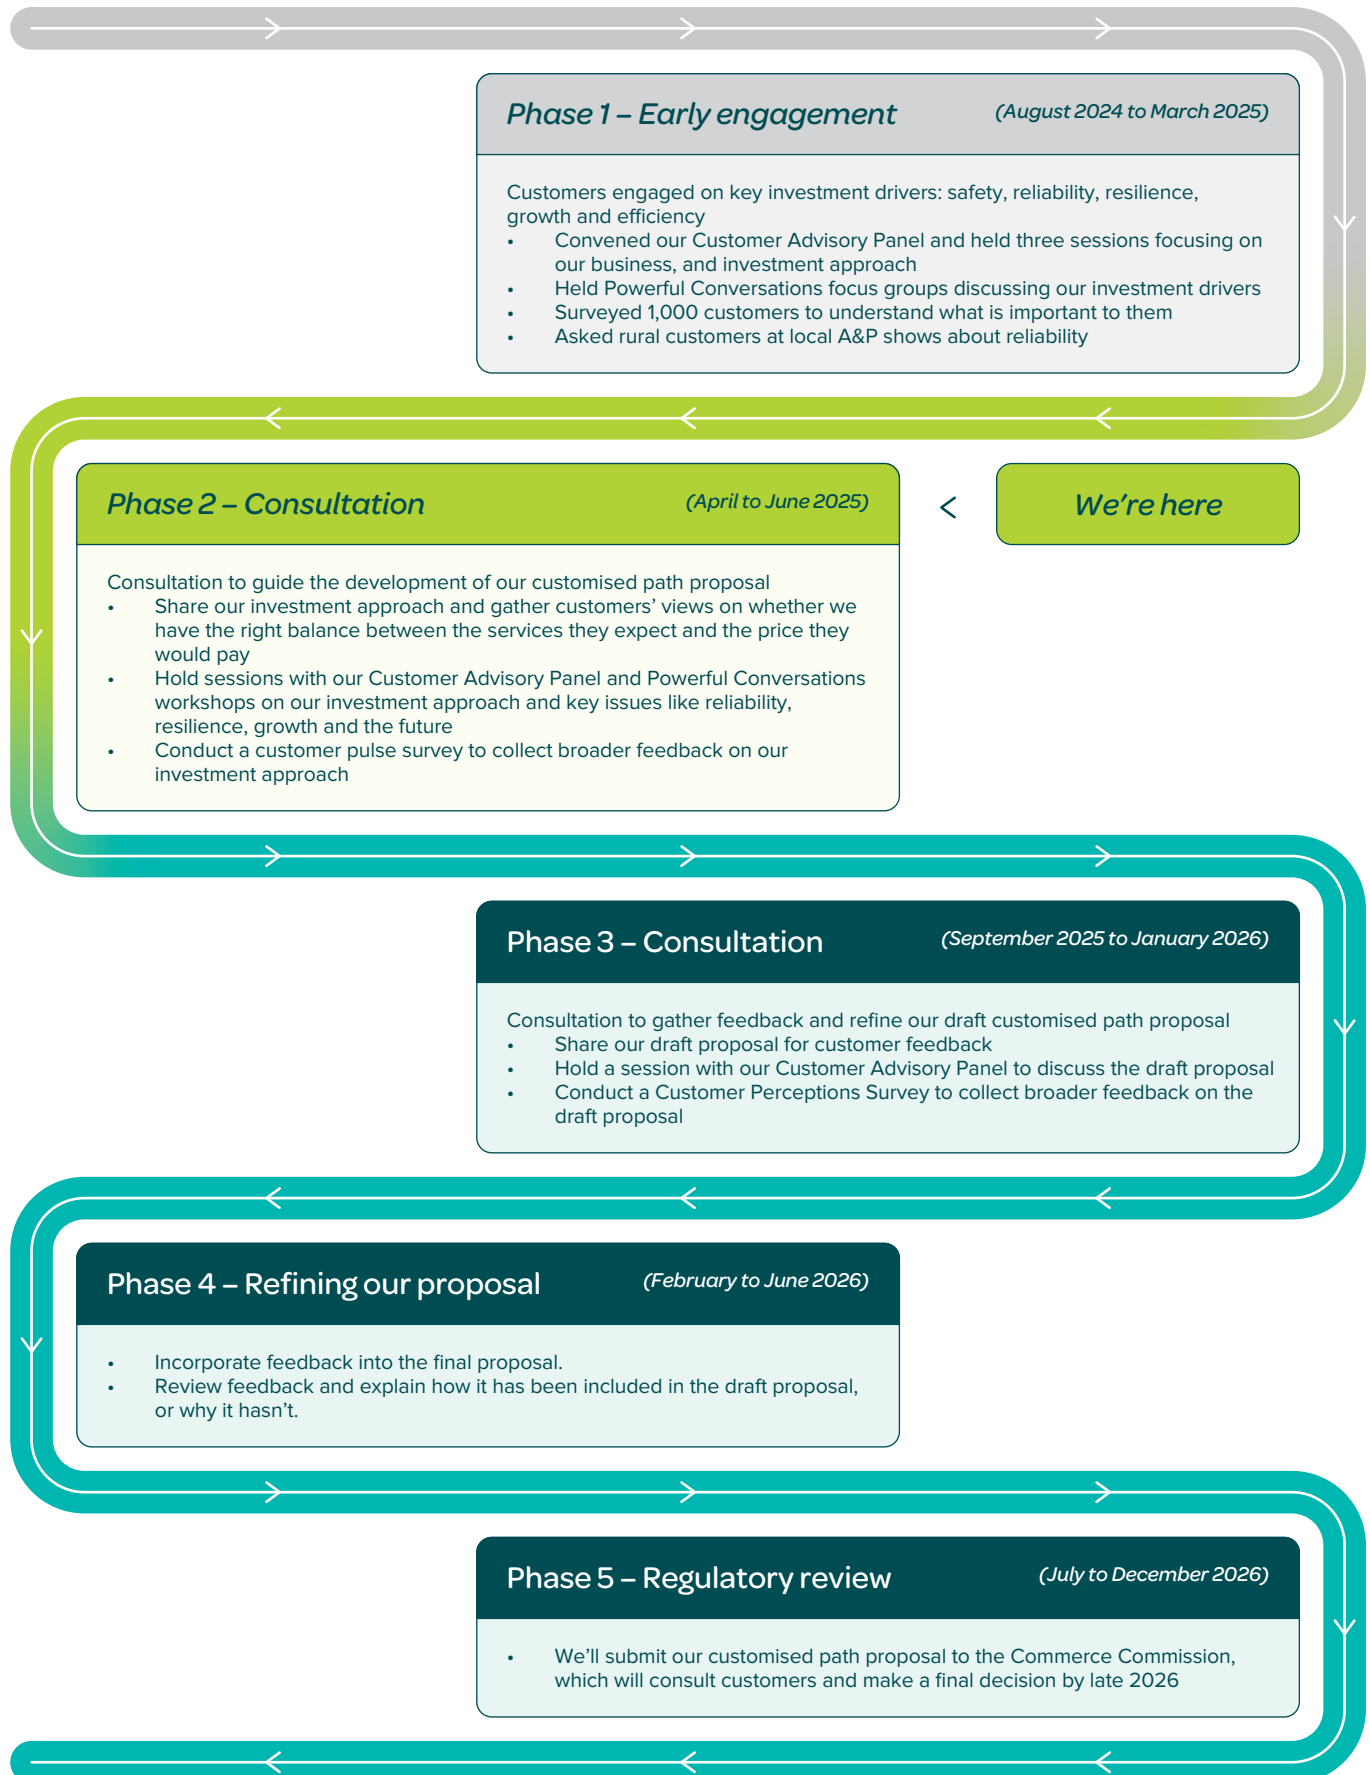 Phase 1 – Early engagement (August 2024 to March 2025)
Customers engaged on key investment drivers: safety, reliability, resilience,
growth and efficiency
• Convened our Customer Advisory Panel and held three sessions focusing on
our business, and investment approach
• Held Powerful Conversations focus groups discussing our investment drivers
• Surveyed 1,000 customers to understand what is important to them
• Asked rural customers at local A&P shows about reliability
Phase 2 – Consultation (April to June 2025)
< We're here
Consultation to guide the development of our customised path proposal
• Share our investment approach and gather customers' views on whether we
have the right balance between the services they expect and the price they
would pay
• Hold sessions with our Customer Advisory Panel and Powerful Conversations
workshops on our investment approach and key issues like reliability,
resilience, growth and the future
• Conduct a customer pulse survey to collect broader feedback on our
investment approach
Phase 3 – Consultation (September 2025 to January 2026)
Consultation to gather feedback and refine our draft customised path proposal
• Share our draft proposal for customer feedback
• Hold a session with our Customer Advisory Panel to discuss the draft proposal
• Conduct a Customer Perceptions Survey to collect broader feedback on the
draft proposal
Phase 4 – Refining our proposal (February to June 2026)
• Incorporate feedback into the final proposal.
• Review feedback and explain how it has been included in the draft proposal,
or why it hasn't.
Phase 5 – Regulatory review (July to December 2026)
• We'll submit our customised path proposal to the Commerce Commission,
which will consult customers and make a final decision by late 2026